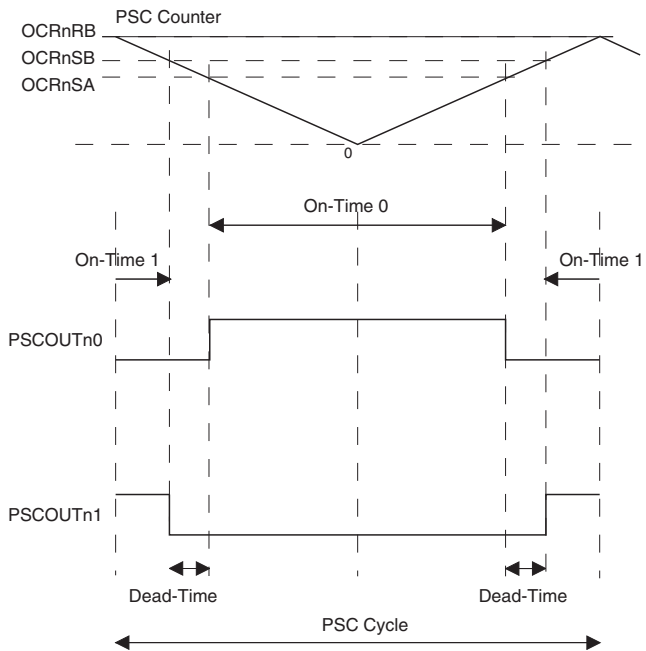 PSC Counter
OCRnRB
OCRnSB
OCRnSA
0
On-Time 0
On-Time 1
On-Time 1
PSCOUTn0
PSCOUTn1
Dead-Time
Dead-Time
PSC Cycle